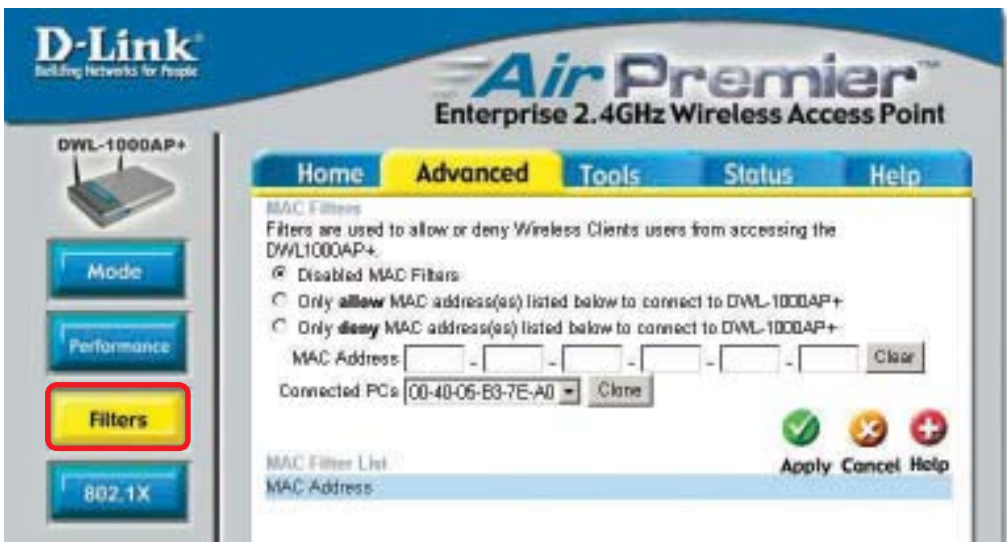 D-Link
Building Networks for People
Air Premier™
Enterprise 2.4GHz Wireless Access Point
DWL-1000AP+
Home Advanced Tools Status Help
Mode
Performance
Filters
802.1X
MAC Filters
Filters are used to allow or deny Wireless Clients users from accessing the
DWL1000AP+.
Disabled MAC Filters
Only allow MAC address(es) listed below to connect to DWL-1000AP+
Only deny MAC address(es) listed below to connect to DWL-1000AP+
MAC Address - - - - - Clear
Connected PCs 00-40-05-B3-7E-A0 Clone
Apply Cancel Help
MAC Filter List
MAC Address